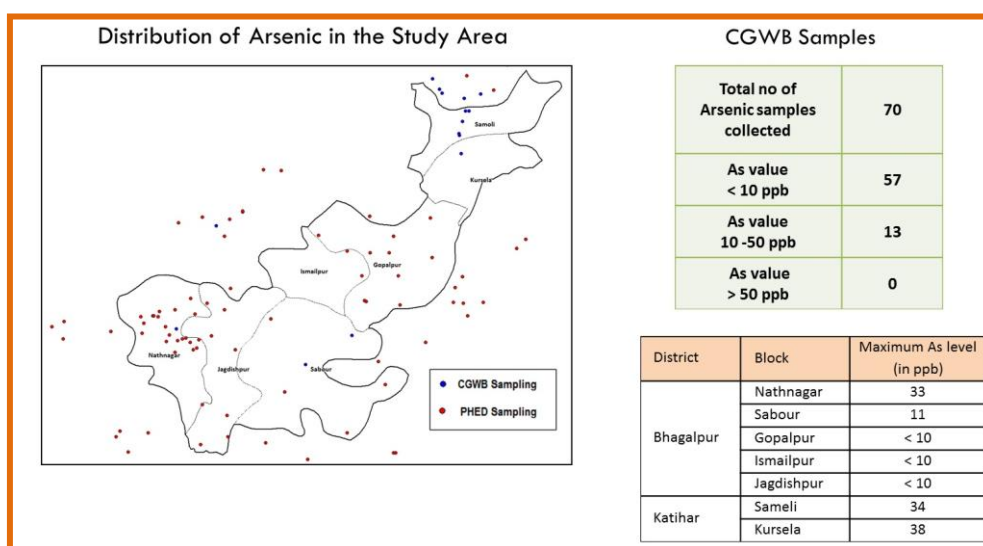 Distribution of Arsenic in the Study Area
Samoli
Kursela
Ismailpur
Gopalpur
Nathnagar
Jagdishpur
Sabour
CGWB Sampling
PHED Sampling
CGWB Samples
Total no of
Arsenic samples
collected
70
As value
< 10 ppb
57
As value
10 -50 ppb
13
As value
> 50 ppb
0
District Block Maximum As level
(in ppb)
Bhagalpur
Nathnagar 33
Sabour 11
Gopalpur < 10
Ismailpur < 10
Jagdishpur < 10
Katihar
Sameli 34
Kursela 38